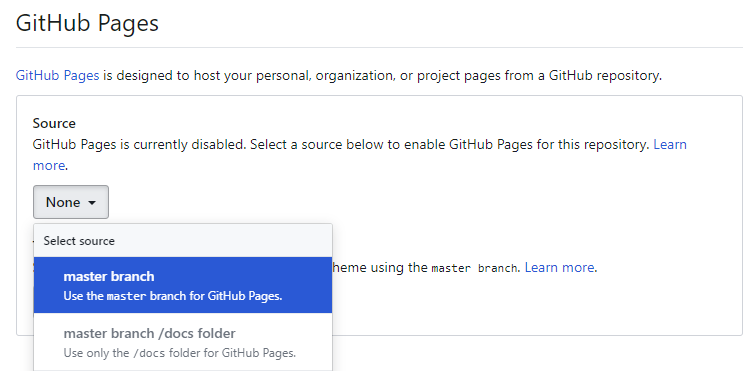 GitHub Pages
GitHub Pages is designed to host your personal, organization, or project pages from a GitHub repository.
Source
GitHub Pages is currently disabled. Select a source below to enable GitHub Pages for this repository. Learn
more.
None
Select source
master branch
Use the master branch for GitHub Pages.
heme using the master branch. Learn more.
master branch /docs folder
Use only the /docs folder for GitHub Pages.